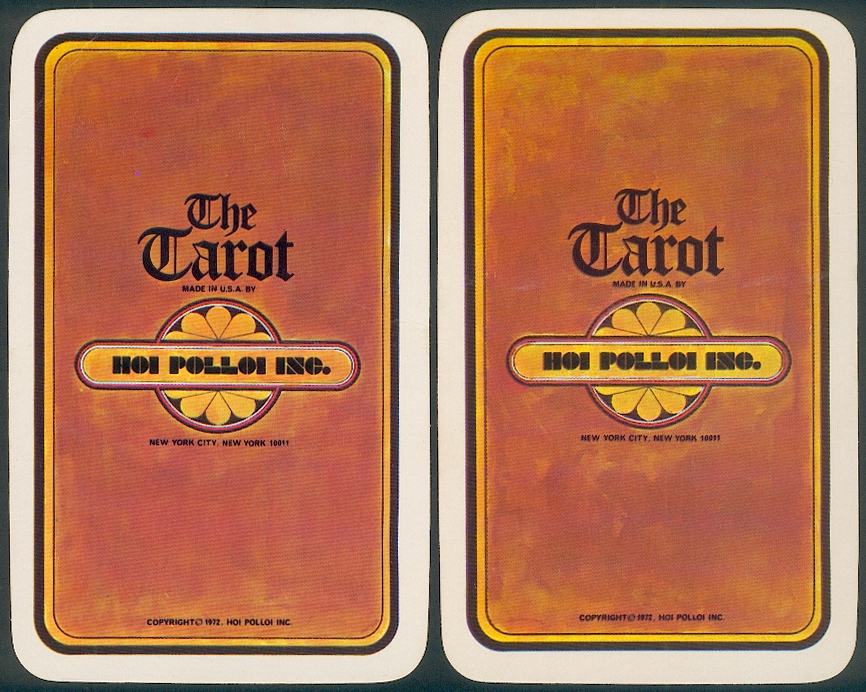 The
Tarot
MADE IN U.S.A. BY
HOI POLLOI INC.
NEW YORK CITY, NEW YORK 10011
COPYRIGHT © 1972, HOI POLLOI INC.
The
Tarot
MADE IN U.S.A. BY
HOI POLLOI INC.
NEW YORK CITY, NEW YORK 10011
COPYRIGHT © 1972, HOI POLLOI INC.